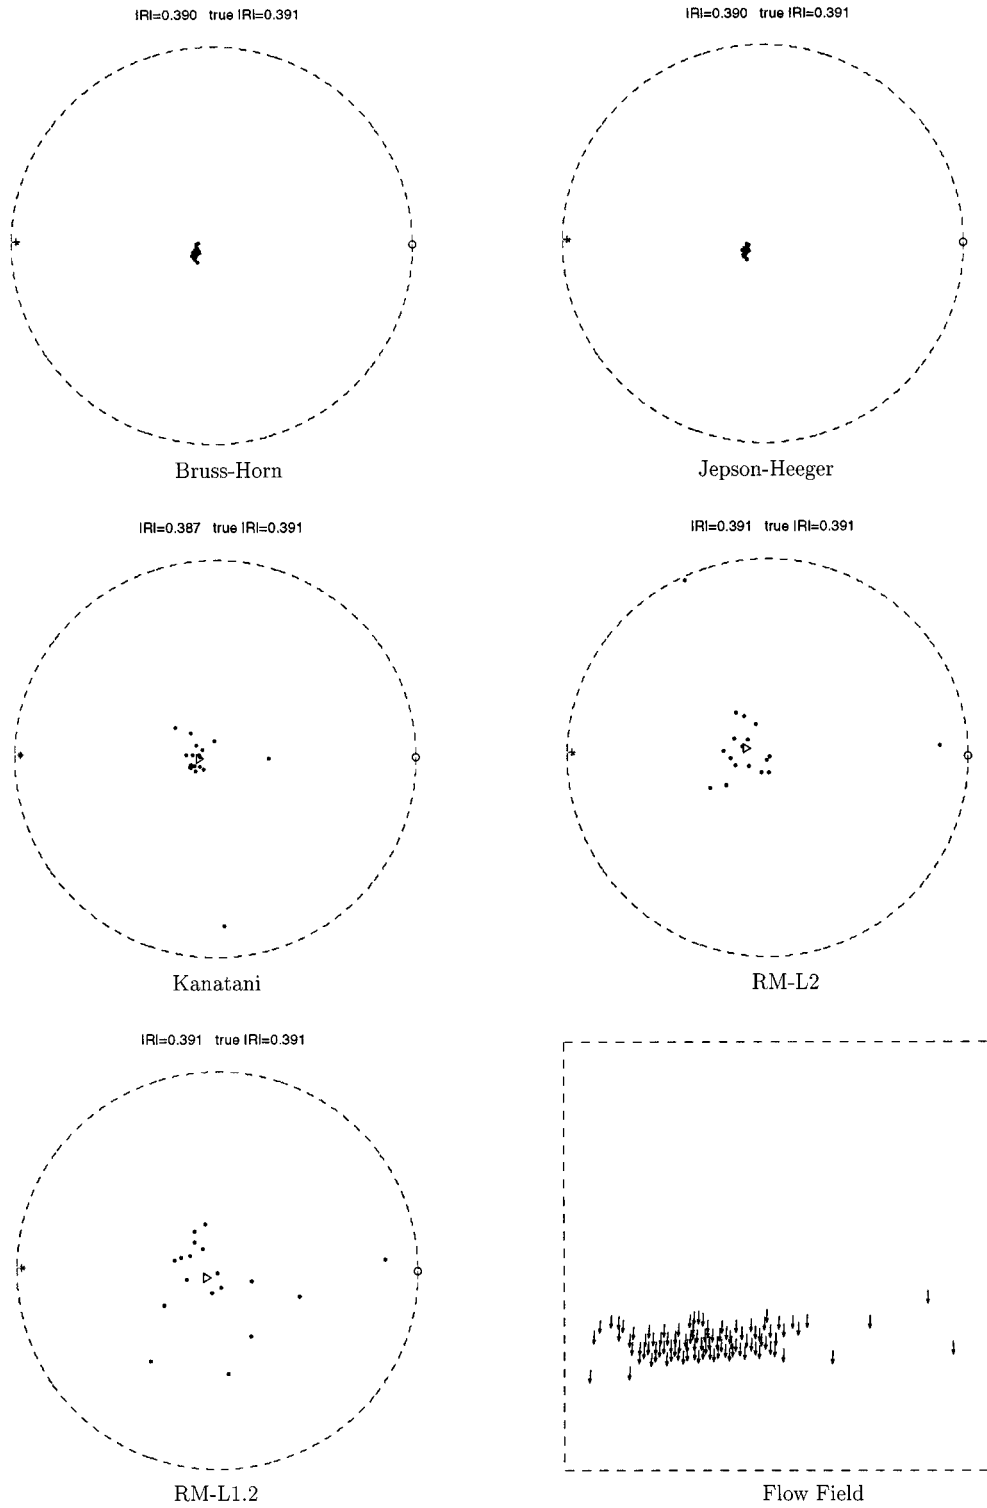 |R|=0.390 true |R|=0.391
|R|=0.390 true |R|=0.391
Bruss-Horn
Jepson-Heeger
|R|=0.387 true |R|=0.391
|R|=0.391 true |R|=0.391
Kanatani
RM-L2
|R|=0.391 true |R|=0.391
RM-L1.2
Flow Field